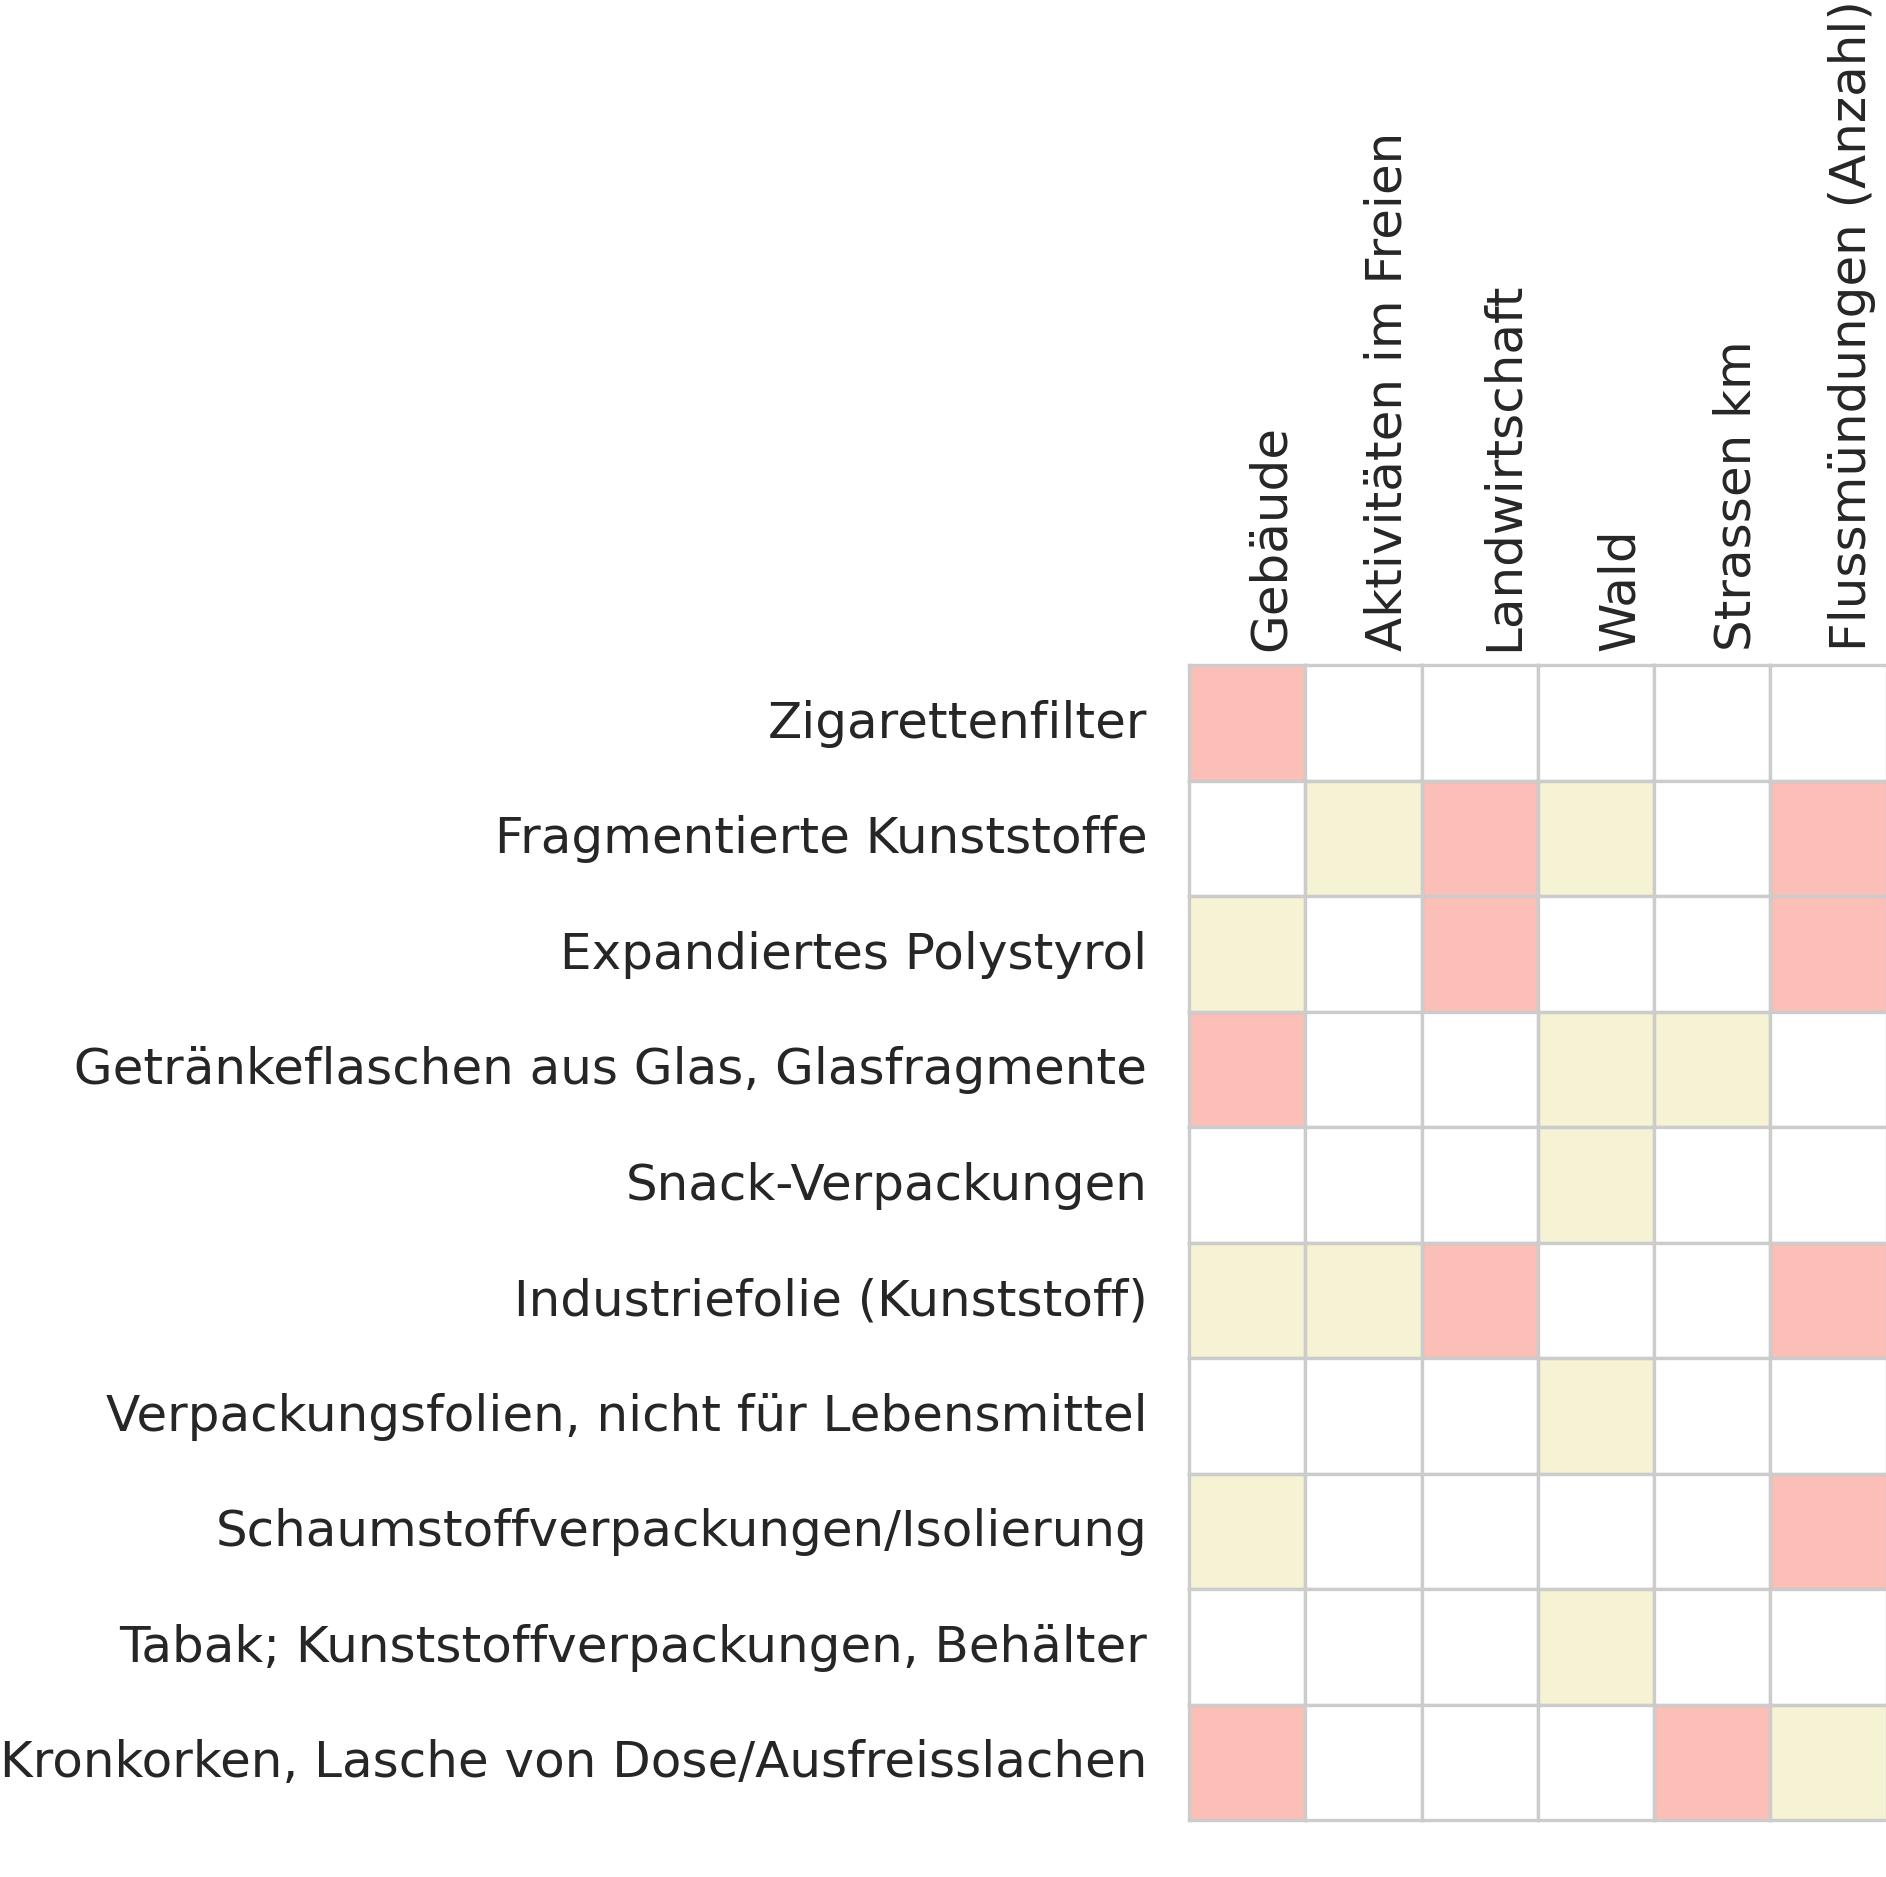 Gebäude
Aktivitäten im Freien
Landwirtschaft
Wald
Strassen km
Flussmündungen (Anzahl)
Zigarettenfilter
Fragmentierte Kunststoffe
Expandiertes Polystyrol
Getränkeflaschen aus Glas, Glasfragmente
Snack-Verpackungen
Industriefolie (Kunststoff)
Verpackungsfolien, nicht für Lebensmittel
Schaumstoffverpackungen/Isolierung
Tabak; Kunststoffverpackungen, Behälter
Kronkorken, Lasche von Dose/Ausfreisslachen